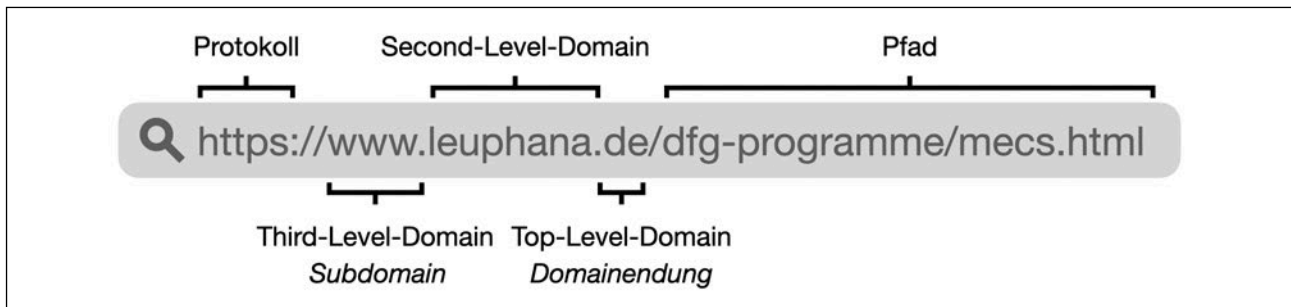 Protokoll Second-Level-Domain Pfad
https://www.leuphana.de/dfg-programme/mecs.html
Third-Level-Domain Top-Level-Domain
Subdomain Domainendung